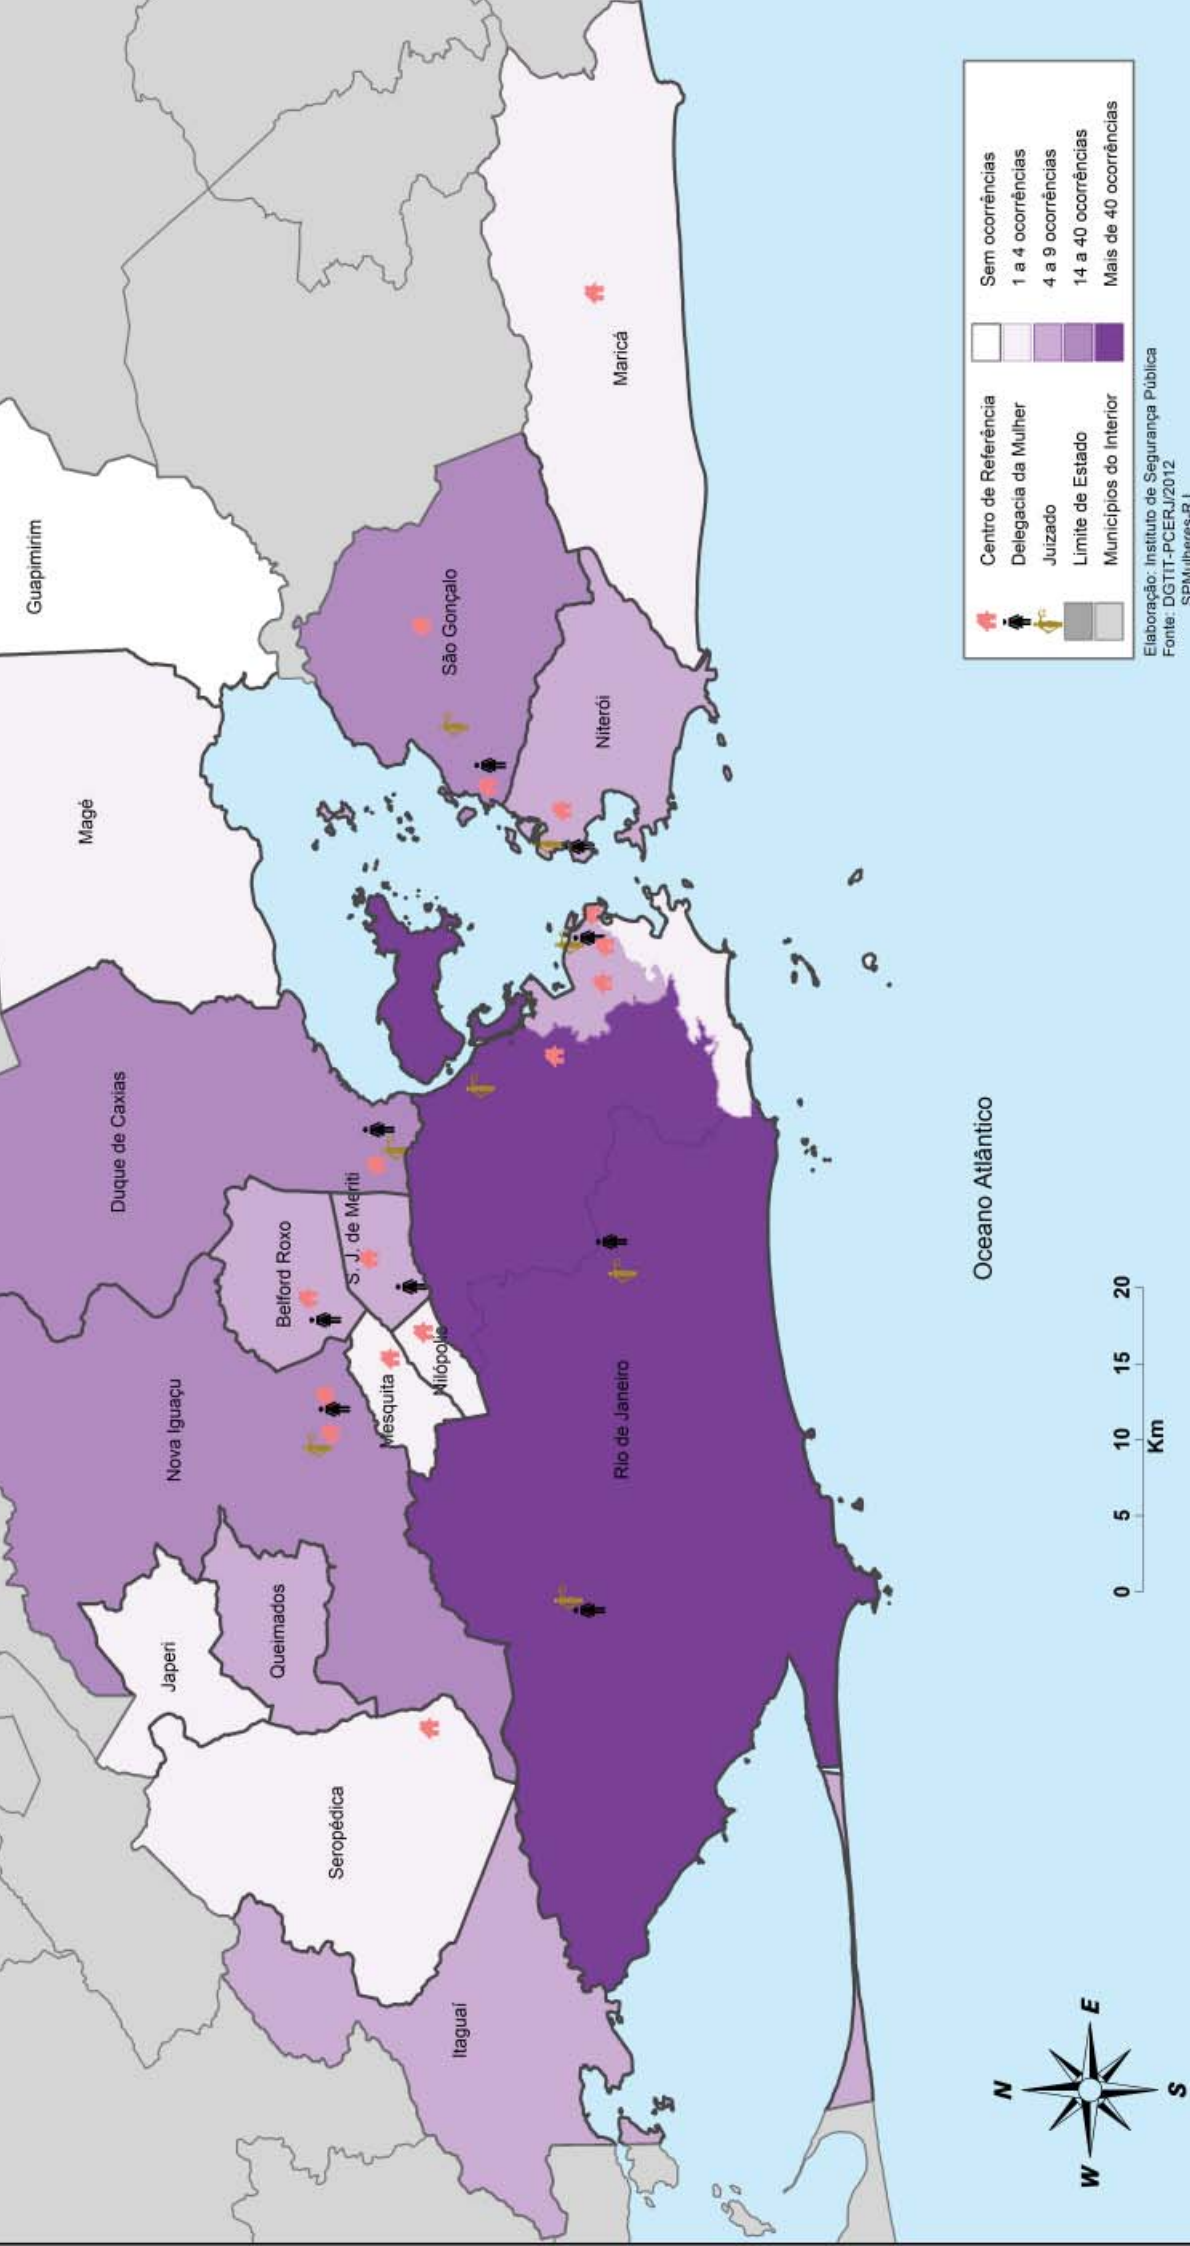 Guapimirim
Magé
Duque de Caxias
São Gonçalo
Maricá
Niterói
Belford Roxo
S. J. de Meriti
Nova Iguaçu
Mesquita
Nilópolis
Japeri
Queimados
Seropédica
Itaguaí
Rio de Janeiro
Oceano Atlântico
Centro de Referência
Delegacia da Mulher
Juizado
Limite de Estado
Municípios do Interior
Sem ocorrências
1 a 4 ocorrências
4 a 9 ocorrências
14 a 40 ocorrências
Mais de 40 ocorrências
Elaboração: Instituto de Segurança Pública
Fonte: DGTIT-PCERJ/2012
SPMulheres-RJ
0 5 10 15 20
Km
N
W E
S